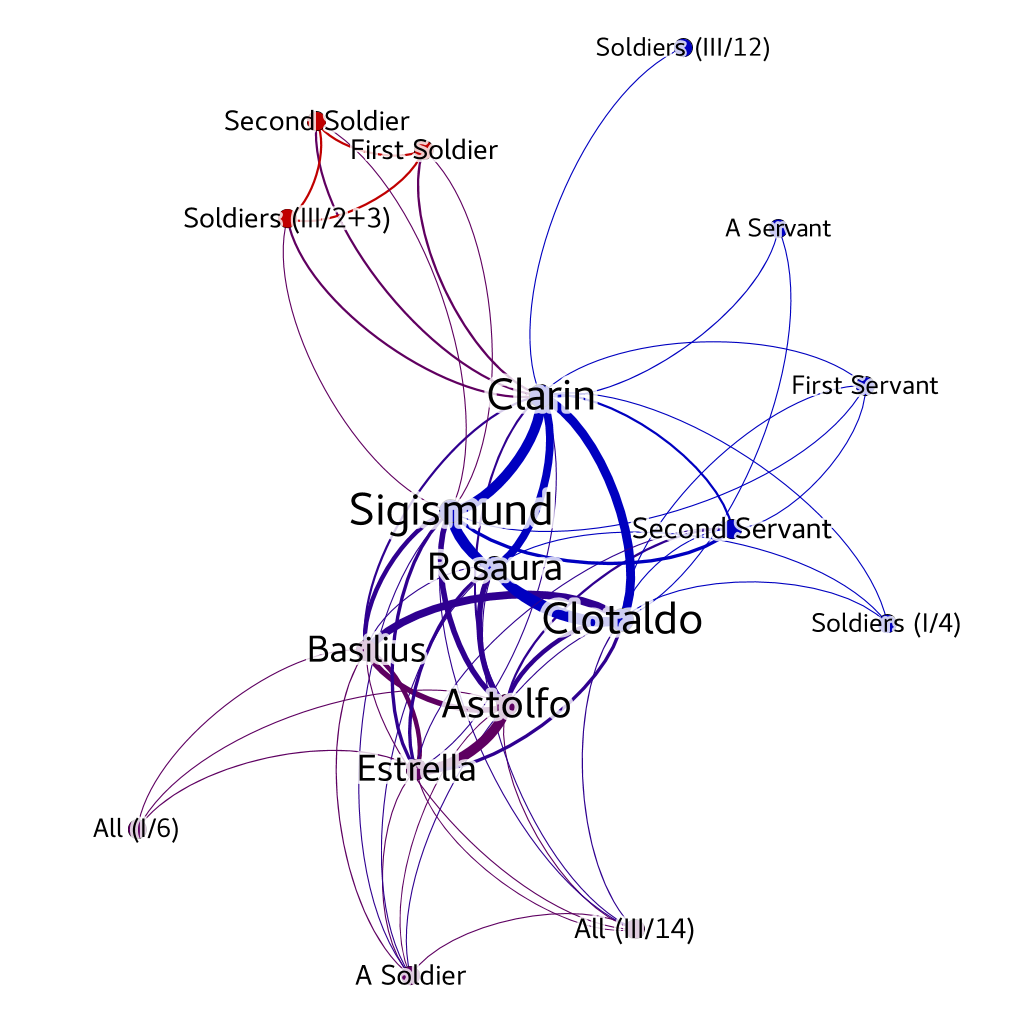 Soldiers (III/12)
Second Soldier
First Soldier
Soldiers (III/2+3)
A Servant
First Servant
Clarin
Sigismund
Second Servant
Rosaura
Clotaldo
Soldiers (I/4)
Basilius
Astolfo
Estrella
All (I/6)
All (III/14)
A Soldier